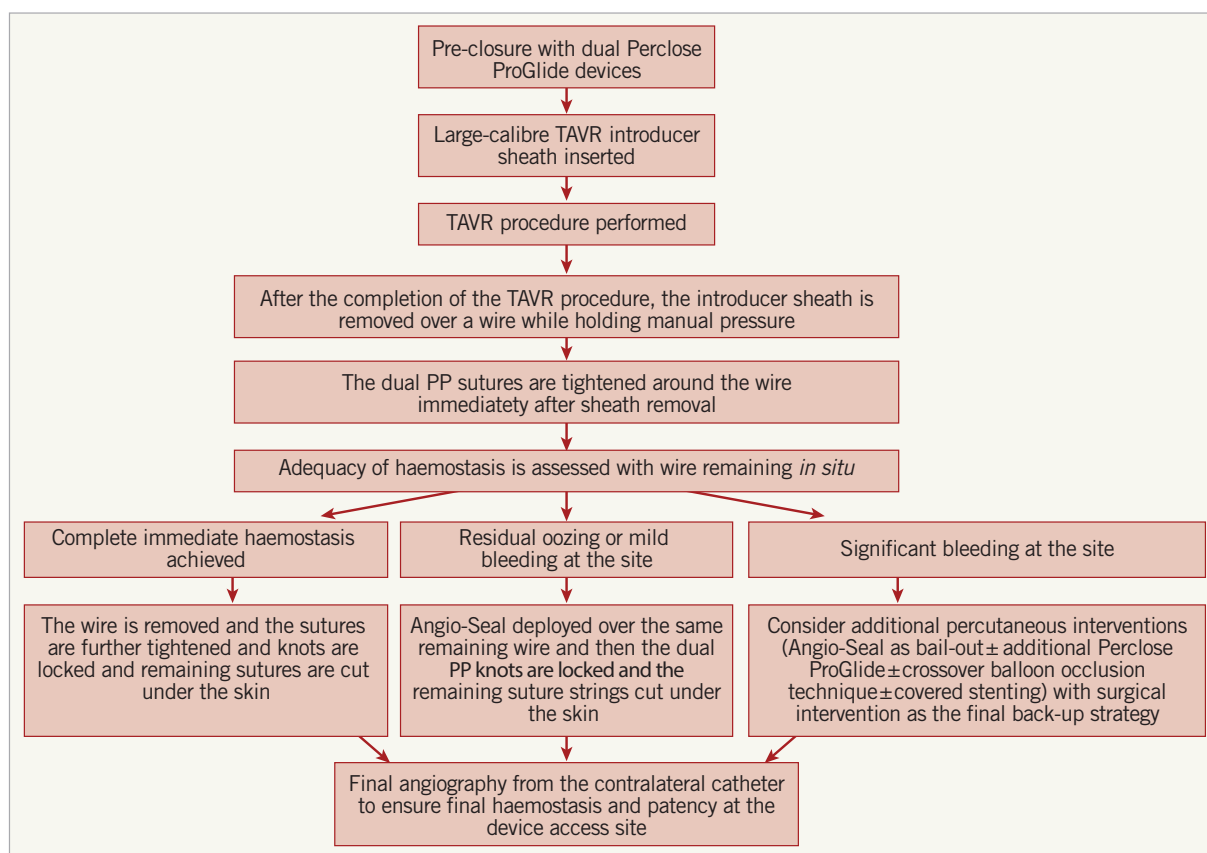 Pre-closure with dual Perclose
ProGlide devices
Large-calibre TAVR introducer
sheath inserted
TAVR procedure performed
After the completion of the TAVR procedure, the introducer sheath is
removed over a wire while holding manual pressure
The dual PP sutures are tightened around the wire
immediatety after sheath removal
Adequacy of haemostasis is assessed with wire remaining in situ
Complete immediate haemostasis
achieved
Residual oozing or mild
bleeding at the site
Significant bleeding at the site
The wire is removed and the sutures
are further tightened and knots are
locked and remaining sutures are cut
under the skin
Angio-Seal deployed over the same
remaining wire and then the dual
PP knots are locked and the
remaining suture strings cut under
the skin
Consider additional percutaneous interventions
(Angio-Seal as bail-out± additional Perclose
ProGlide±crossover balloon occlusion
technique±covered stenting) with surgical
intervention as the final back-up strategy
Final angiography from the contralateral catheter
to ensure final haemostasis and patency at the
device access site